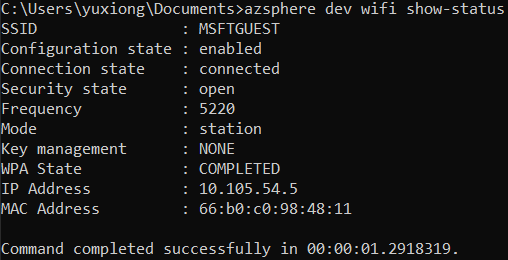 C:\Users\yuxiong\Documents>azsphere dev wifi show-status
SSID                : MSFTGUEST
Configuration state : enabled
Connection state    : connected
Security state      : open
Frequency           : 5220
Mode                : station
Key management      : NONE
WPA State           : COMPLETED
IP Address          : 10.105.54.5
MAC Address         : 66:b0:c0:98:48:11
Command completed successfully in 00:00:01.2918319.